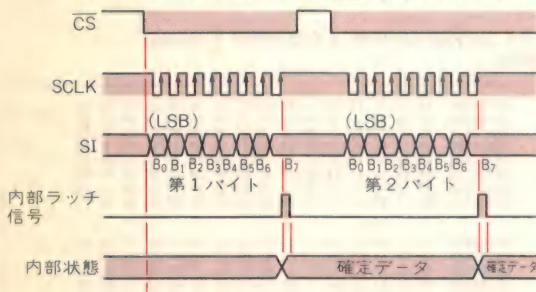 CS
SCLK
(LSB) (LSB)
SI
B₀ B₁ B₂ B₃ B₄ B₅ B₆ B₇ B₀ B₁ B₂ B₃ B₄ B₅ B₆ B₇
第1バイト 第2バイト
内部ラッチ
信号
内部状態 確定データ 確定データ